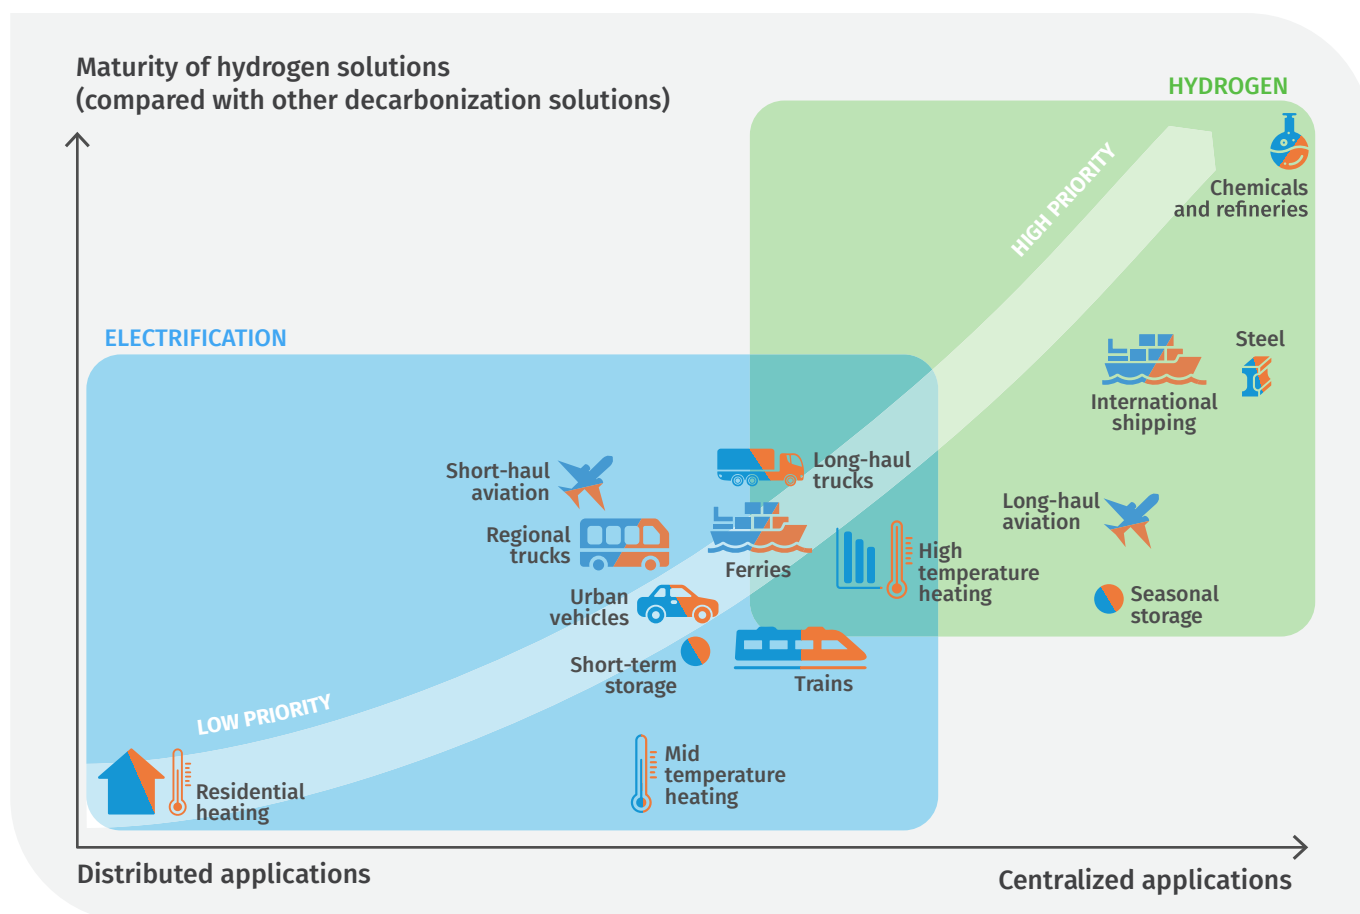 Maturity of hydrogen solutions
(compared with other decarbonization solutions)
HYDROGEN
HIGH PRIORITY
Chemicals
and refineries
ELECTRIFICATION
Steel
International
shipping
Short-haul
aviation
Long-haul
trucks
Long-haul
aviation
Regional
trucks
Ferries
High
temperature
heating
Urban
vehicles
Seasonal
storage
Short-term
storage
Trains
LOW PRIORITY
Mid
temperature
heating
Residential
heating
Distributed applications
Centralized applications